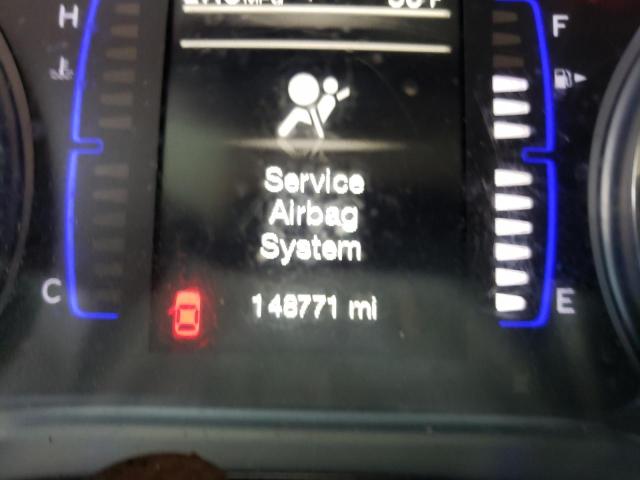 H
F
Service
Airbag
System
C
148771 mi
E